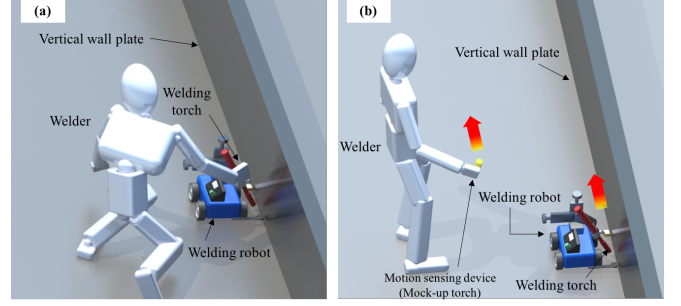 (a)
Vertical wall plate
Welding
torch
Welder
Welding robot
(b)
Vertical wall plate
Welder
Welding robot
Motion sensing device
(Mock-up torch)
Welding torch